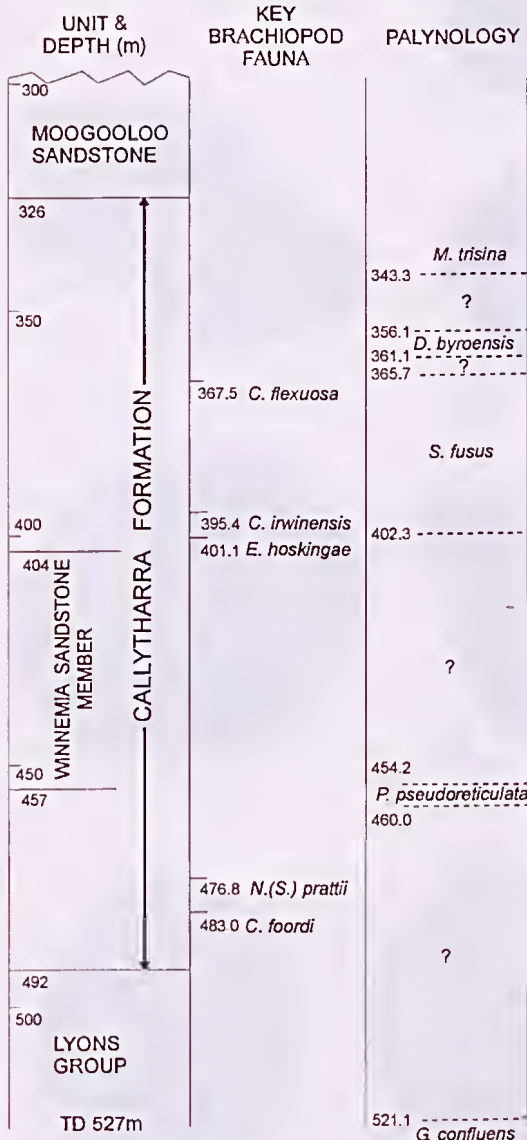 UNIT &
DEPTH (m)
KEY
BRACHIOPOD
FAUNA
PALYNOLOGY
300
MOOGOOLOO
SANDSTONE
326
350
400
404
WINNEMIA SANDSTONE
MEMBER
CALLYTHARRA FORMATION
450
457
492
500
LYONS
GROUP
TD 527m
367.5 C. flexuosa
395.4 C. irwinensis
401.1 E. hoskingae
476.8 N.(S.) prattii
483.0 C. foordi
M. trisina
343.3
?
356.1
D. byroensis
361.1
?
365.7
S. fusus
402.3
?
454.2
P. pseudoreticulata
460.0
?
521.1
G. confluens